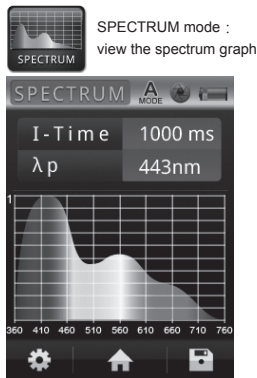 SPECTRUM
SPECTRUM mode：
view the spectrum graph
SPECTRUM A MODE
I-Time 1000 ms
λp 443nm
1
360 410 460 510 560 610 660 710 760